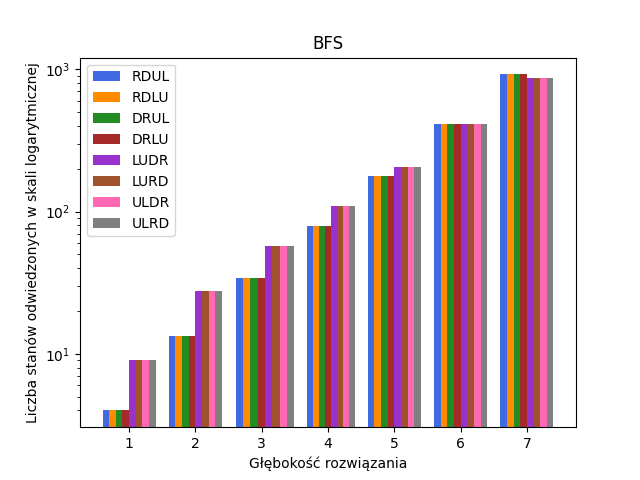 BFS
Liczba stanów odwiedzonych w skali logarytmicznej
10³
10²
10¹
RDUL
RDLU
DRUL
DRLU
LUDR
LURD
ULDR
ULRD
1 2 3 4 5 6 7
Głębokość rozwiązania